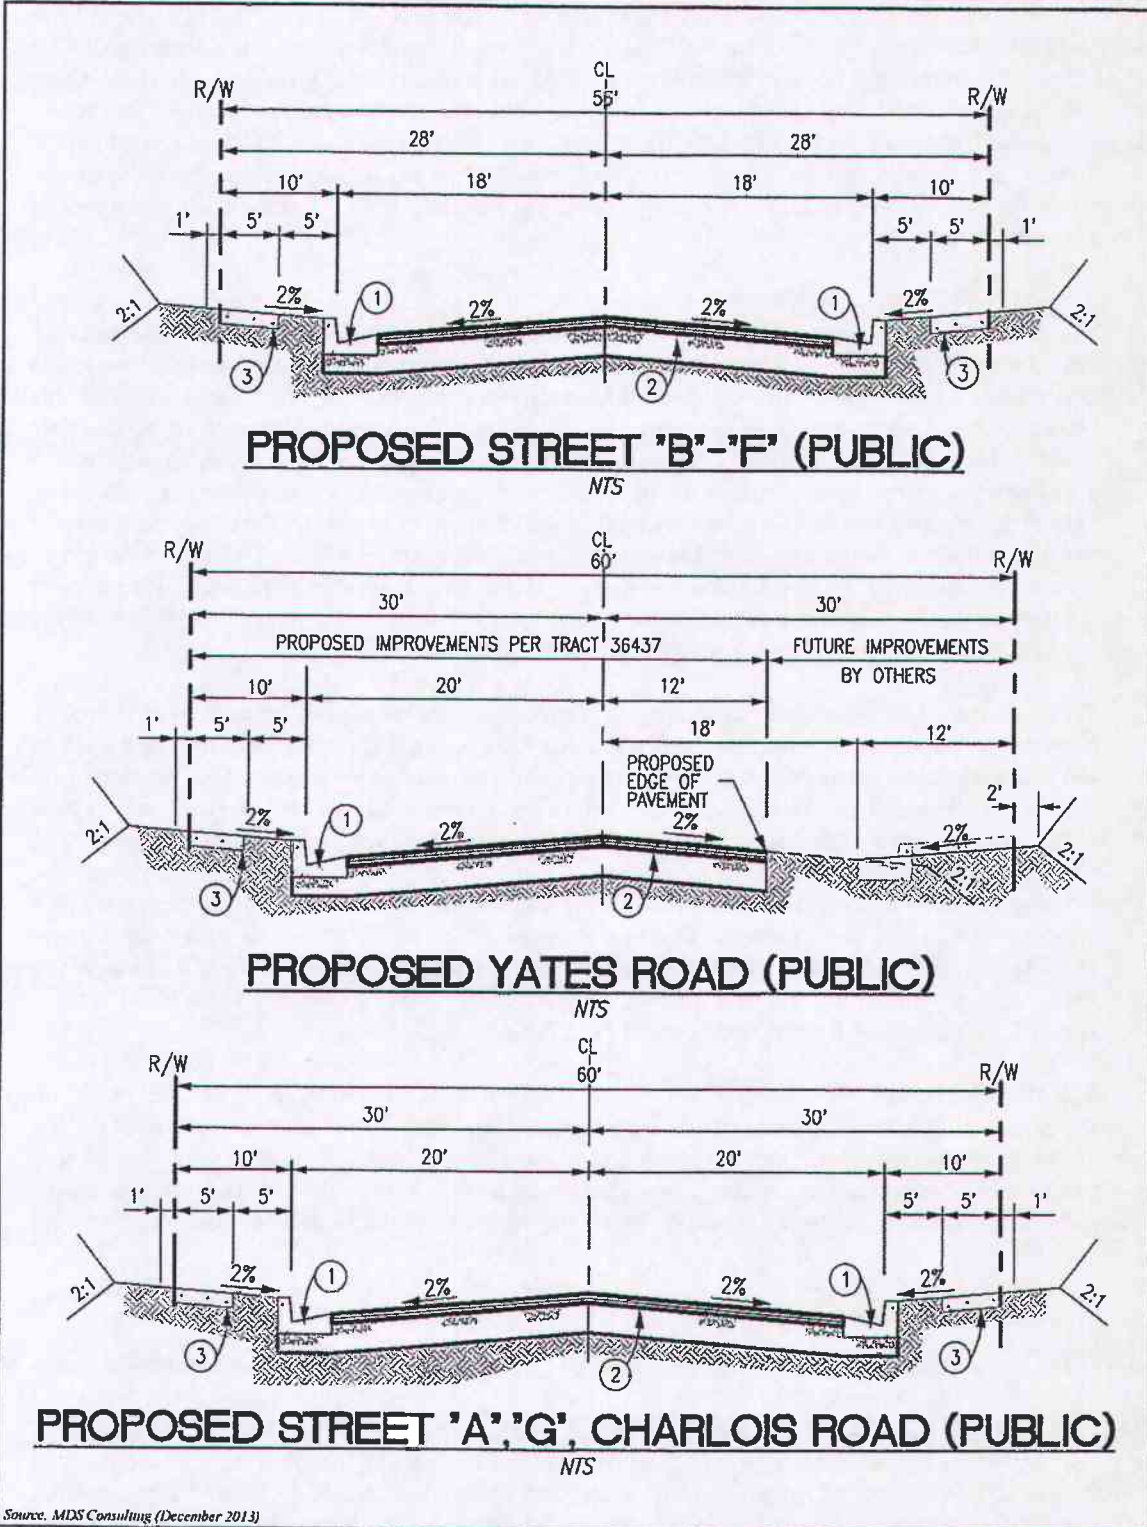 CL
R/W 56' R/W
28' 28'
10' 18' 18' 10'
1' 5' 5' 5' 5' 1'
2:1 2% 1 2% 2% 1 2% 2:1
3 2 3
PROPOSED STREET "B"-"F" (PUBLIC)
NTS
CL
R/W 60' R/W
30' 30'
PROPOSED IMPROVEMENTS PER TRACT 36437 FUTURE IMPROVEMENTS
BY OTHERS
10' 20' 12'
1' 5' 5' 18' 12'
PROPOSED
EDGE OF
PAVEMENT
2'
2:1 2% 1 2% 2% 2% 2:1
2:1
3 2
PROPOSED YATES ROAD (PUBLIC)
NTS
CL
R/W 60' R/W
30' 30'
10' 20' 20' 10'
1' 5' 5' 5' 5' 1'
2:1 2% 1 2% 2% 1 2% 2:1
3 2 3
PROPOSED STREET "A","G", CHARLOIS ROAD (PUBLIC)
NTS
Source: MDS Consulting (December 2013)